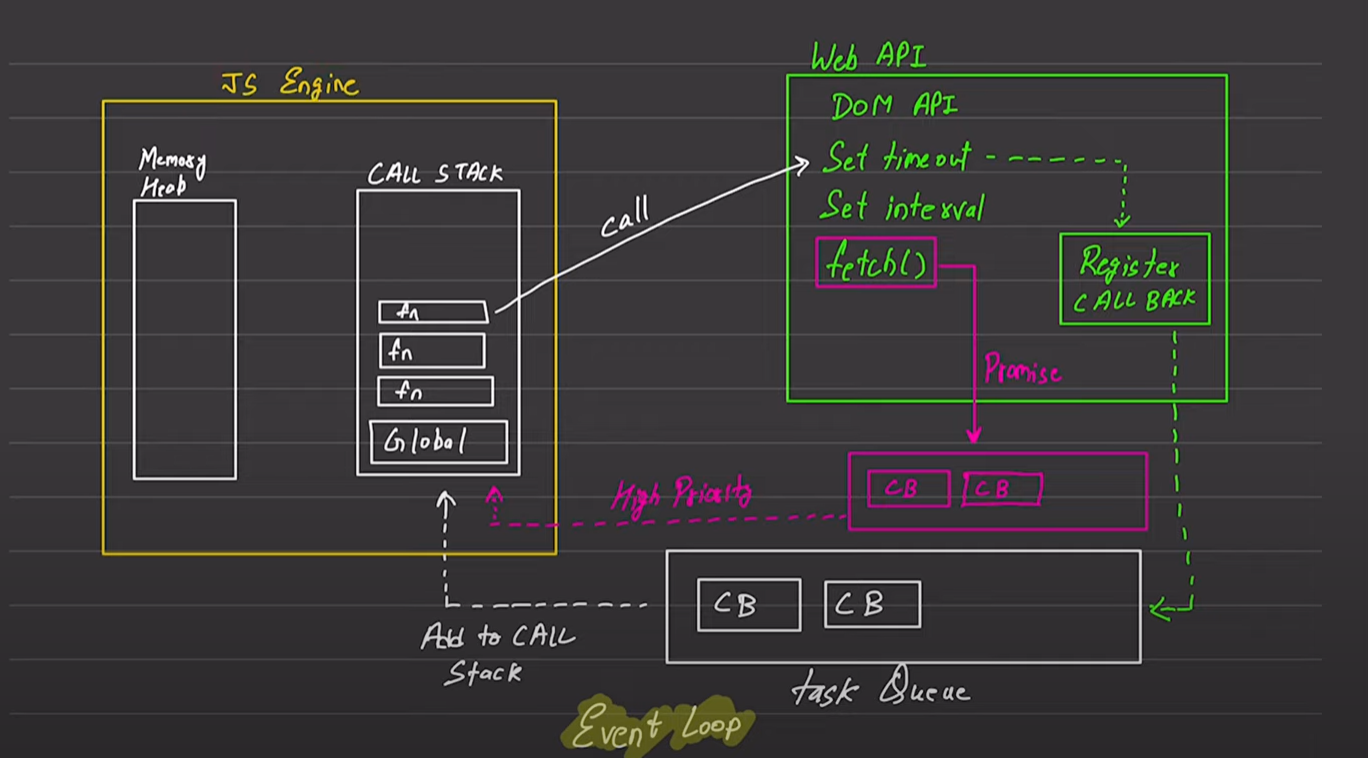 JS Engine
Memory
Heap
CALL STACK
fn
fn
fn
Global
call
Web API
DOM API
Set timeout
Set interval
fetch()
Register
CALL BACK
Promise
High Priority
CB CB
CB CB
Add to CALL
Stack
task Queue
Event Loop